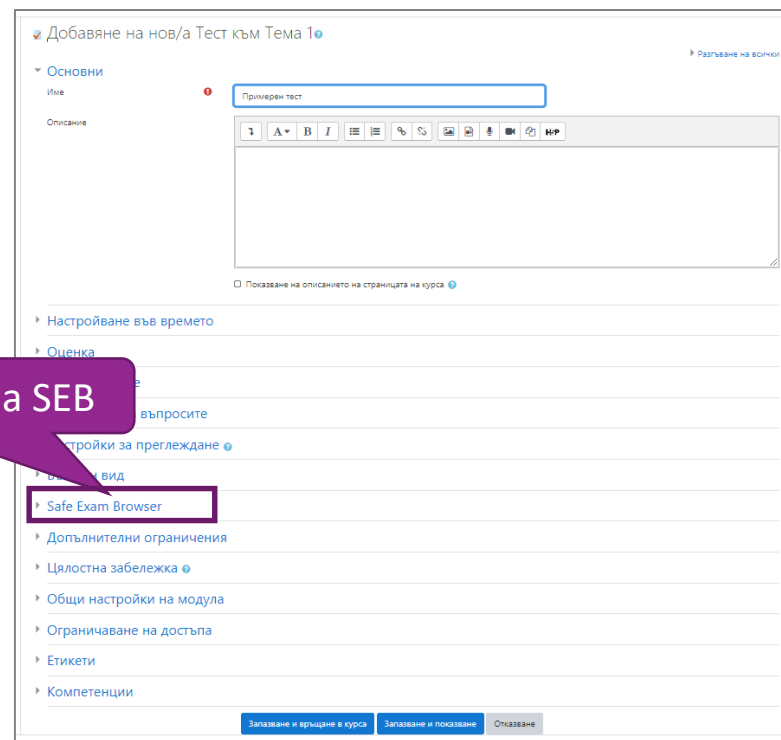 Добавяне на нов/а Тест към Тема 1
Разгъване на всички
Основни
Име
Примерен тест
Описание
A B I H5P
Показване на описанието на страницата на курса
Настройване във времето
Оценка
а SEB
въпросите
стройки за преглеждане
вид
Safe Exam Browser
Допълнителни ограничения
Цялостна забележка
Общи настройки на модула
Ограничаване на достъпа
Етикети
Компетенции
Запазване и връщане в курса Запазване и показване Отказване